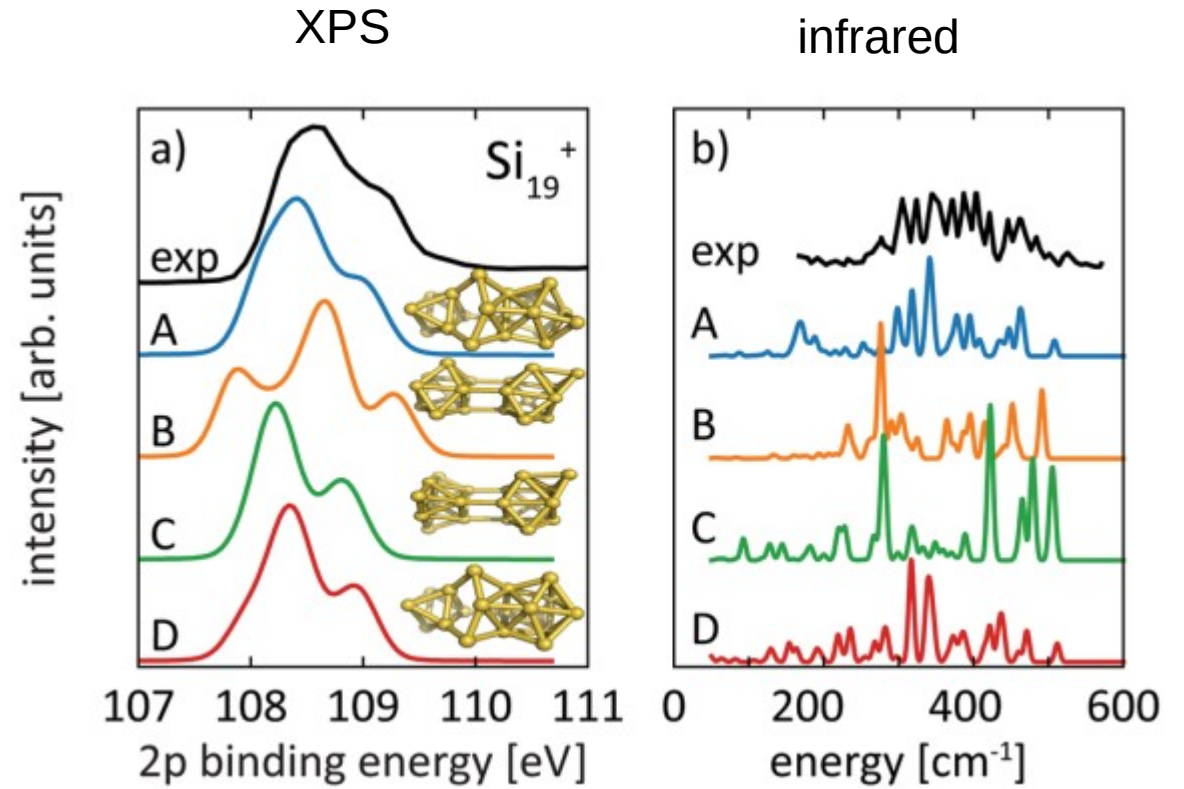 XPS
infrared
intensity [arb. units]
a)
Si19+
exp
A
B
C
D
107 108 109 110 111
2p binding energy [eV]
b)
exp
A
B
C
D
0 200 400 600
energy [cm-1]